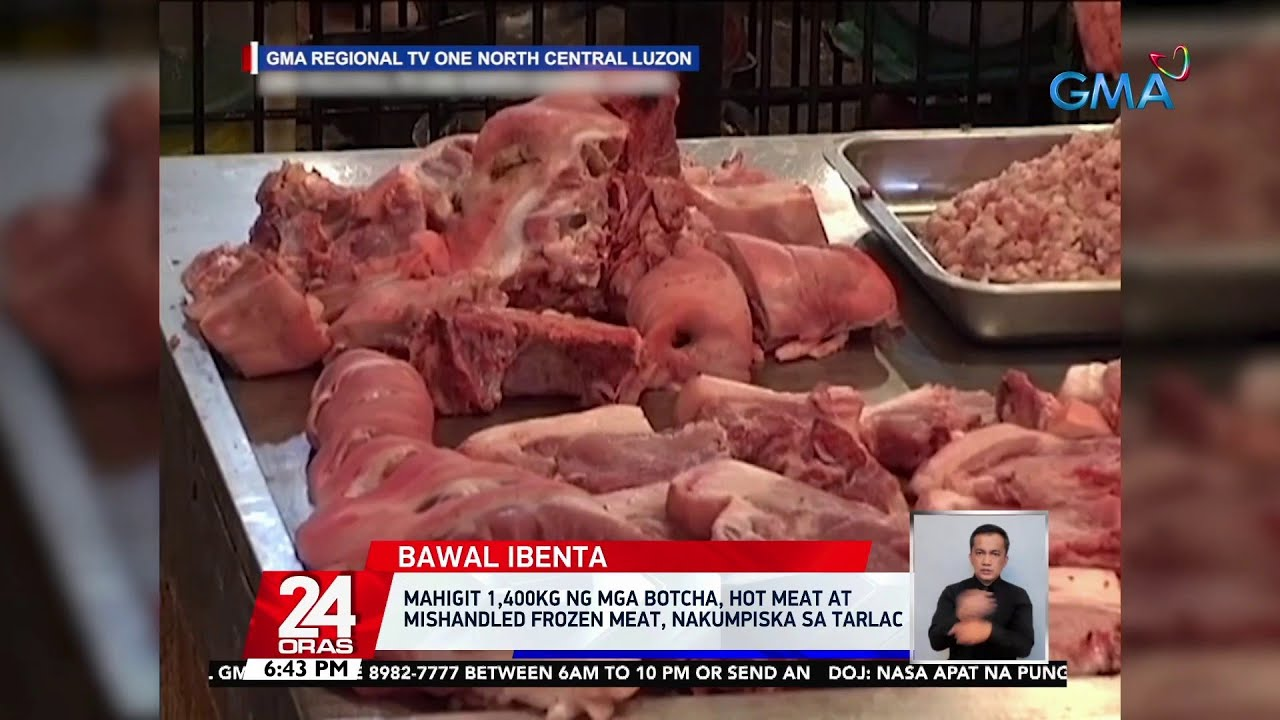 GMA REGIONAL TV ONE NORTH CENTRAL LUZON
GMA
BAWAL IBENTA
24
ORAS
MAHIGIT 1,400KG NG MGA BOTCHA, HOT MEAT AT
MISHANDLED FROZEN MEAT, NAKUMPISKA SA TARLAC
6:43 PM
8982-7777 BETWEEN 6AM TO 10 PM OR SEND AN DOJ: NASA APAT NA PUNG